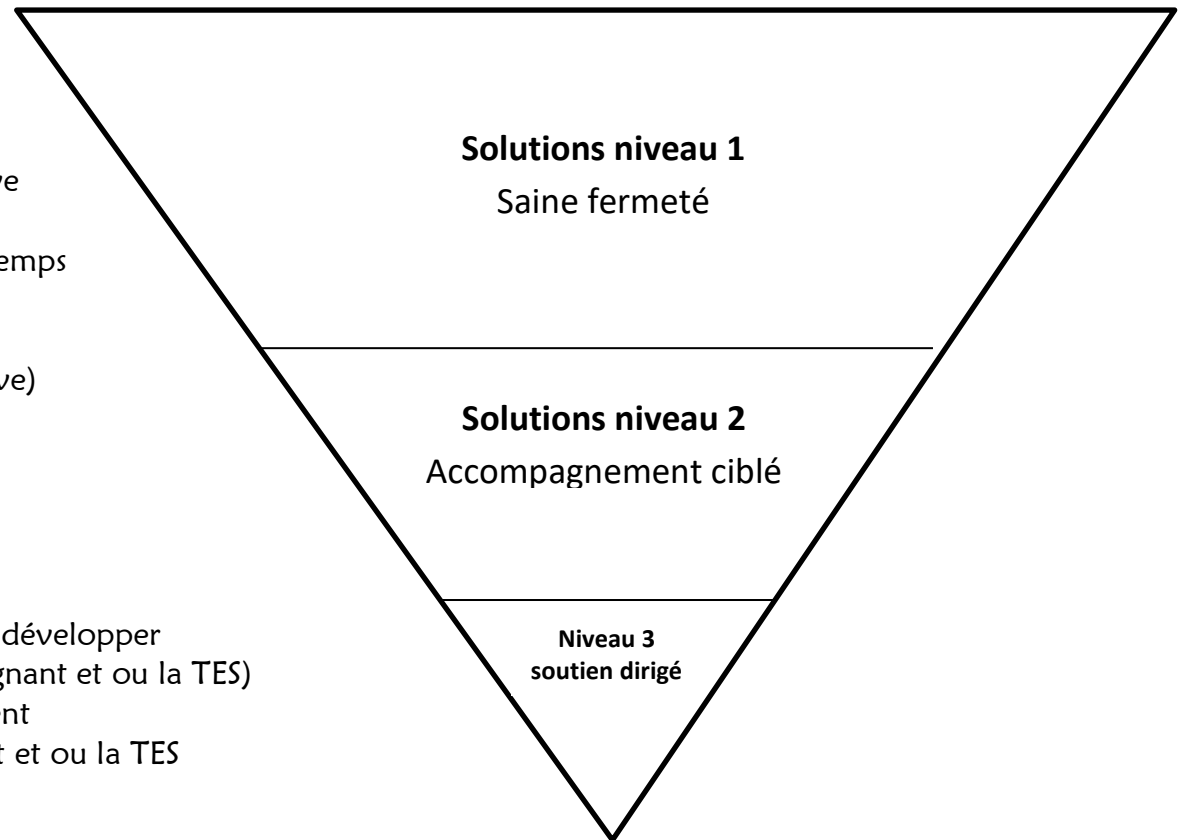 Solutions niveau 1
Saine fermeté
ve
emps
ve)
Solutions niveau 2
Accompagnement ciblé
développer
gnant et ou la TES)
ent
t et ou la TES
Niveau 3
soutien dirigé